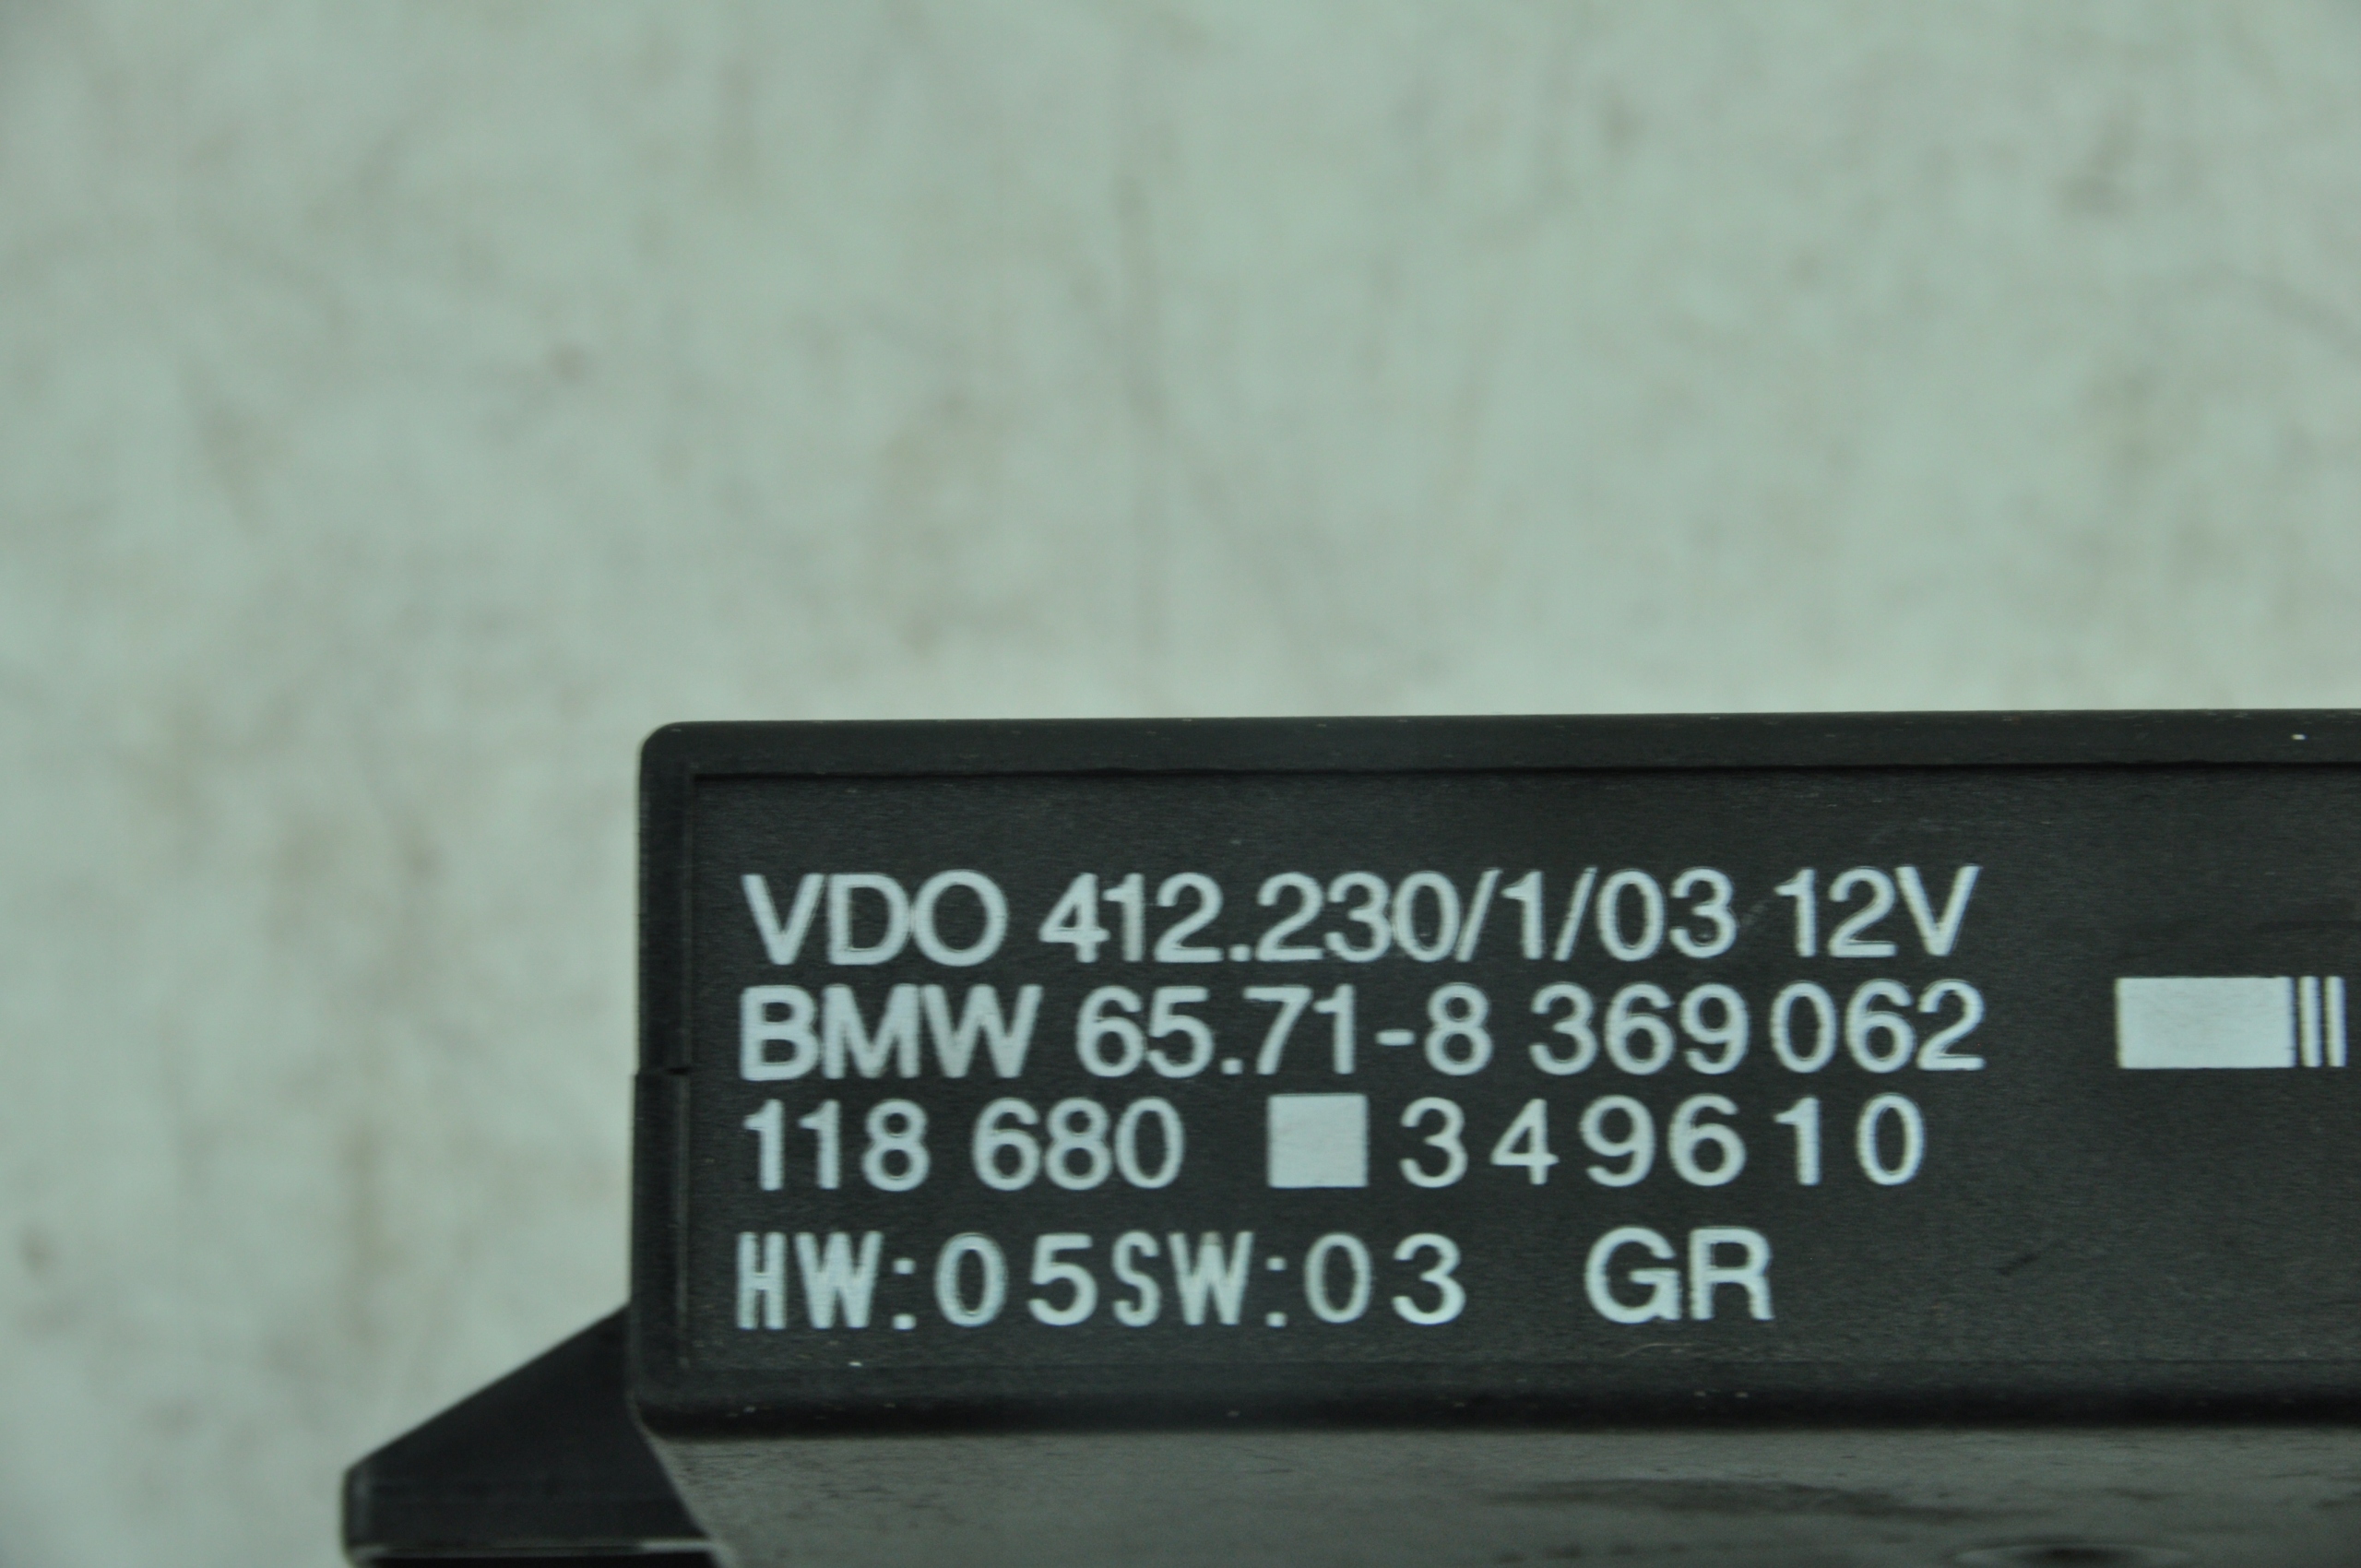 VDO 412.230/1/03 12V
BMW 65.71-8 369 062
118 680 349610
HW:05SW:03 GR